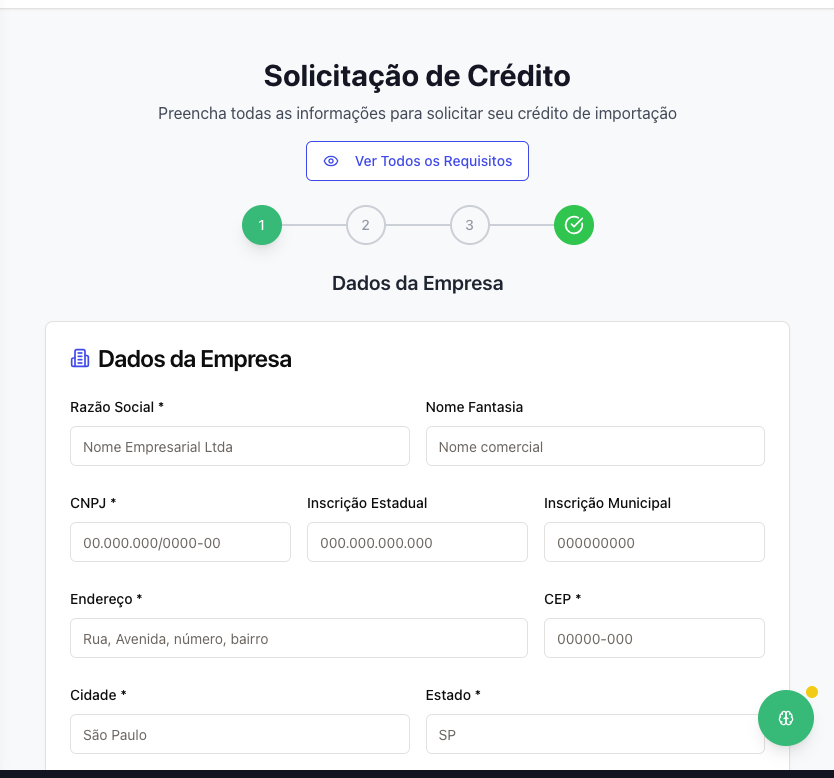 Solicitação de Crédito
Preencha todas as informações para solicitar seu crédito de importação
Ver Todos os Requisitos
1 2 3
Dados da Empresa
Dados da Empresa
Razão Social * Nome Fantasia
Nome Empresarial Ltda Nome comercial
CNPJ * Inscrição Estadual Inscrição Municipal
00.000.000/0000-00 000.000.000.000 000000000
Endereço * CEP *
Rua, Avenida, número, bairro 00000-000
Cidade * Estado *
São Paulo SP